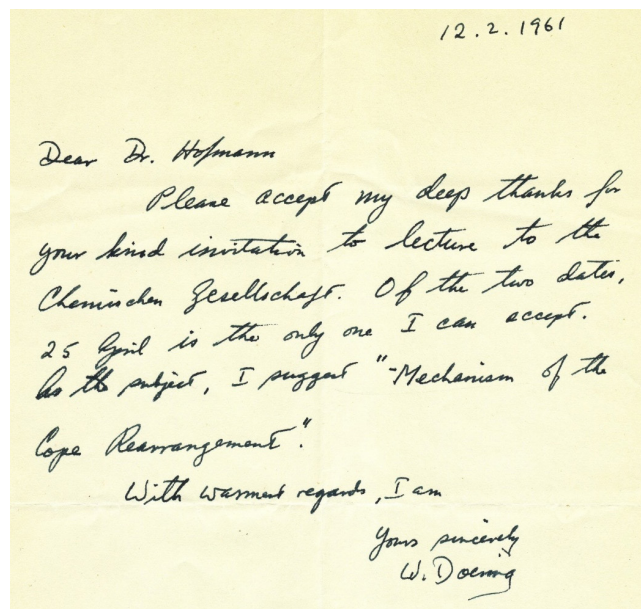 12.2.1961
Dear Dr. Hofmann
Please accept my deep thanks for
your kind invitation to lecture to the
Chemischen Gesellschaft. Of the two dates,
25 April is the only one I can accept.
As the subject, I suggest "Mechanism of the
Cope Rearrangement".
With warmest regards, I am
Yours sincerely
W. Doering